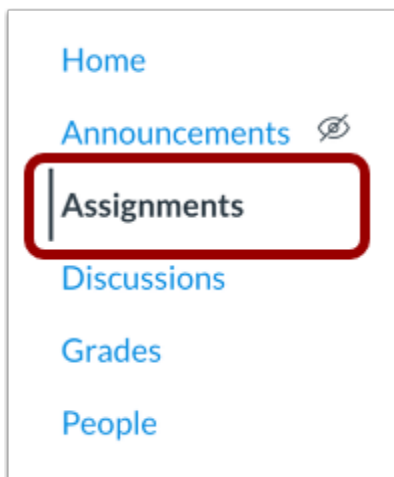 Home
Announcements
Assignments
Discussions
Grades
People